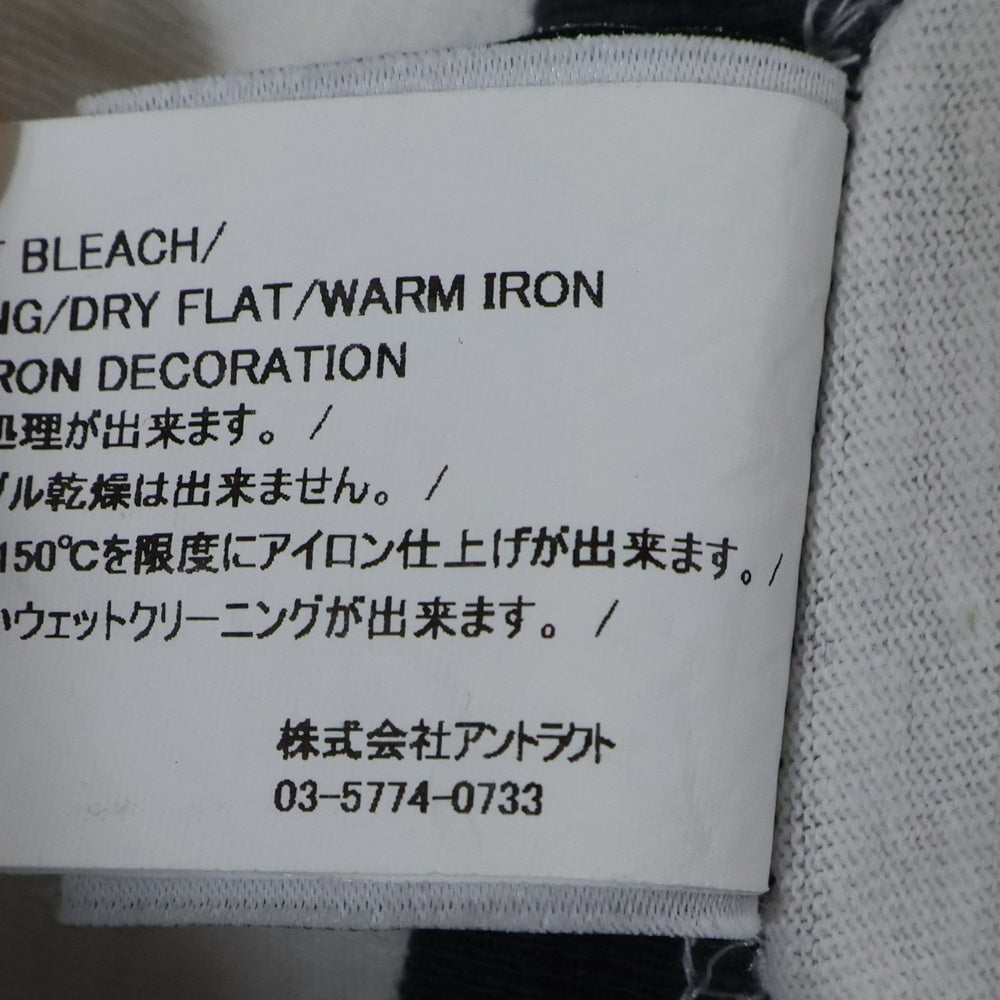 BLEACH/
NG/DRY FLAT/WARM IRON
RON DECORATION
処理が出来ます。/
ブル乾燥は出来ません。/
150℃を限度にアイロン仕上げが出来ます。/
いウェットクリーニングが出来ます。/
株式会社アントラクト
03-5774-0733